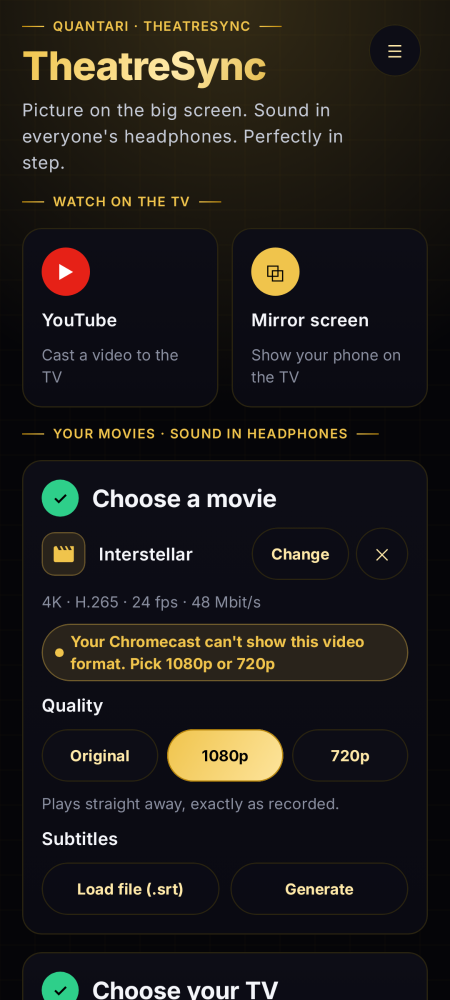 QUANTARI · THEATRESYNC
TheatreSync
Picture on the big screen. Sound in
everyone's headphones. Perfectly in
step.
WATCH ON THE TV
YouTube
Cast a video to the
TV
Mirror screen
Show your phone on
the TV
YOUR MOVIES · SOUND IN HEADPHONES
Choose a movie
Interstellar
Change
4K · H.265 · 24 fps · 48 Mbit/s
Your Chromecast can't show this video
format. Pick 1080p or 720p
Quality
Original
1080p
720p
Plays straight away, exactly as recorded.
Subtitles
Load file (.srt)
Generate
Choose your TV